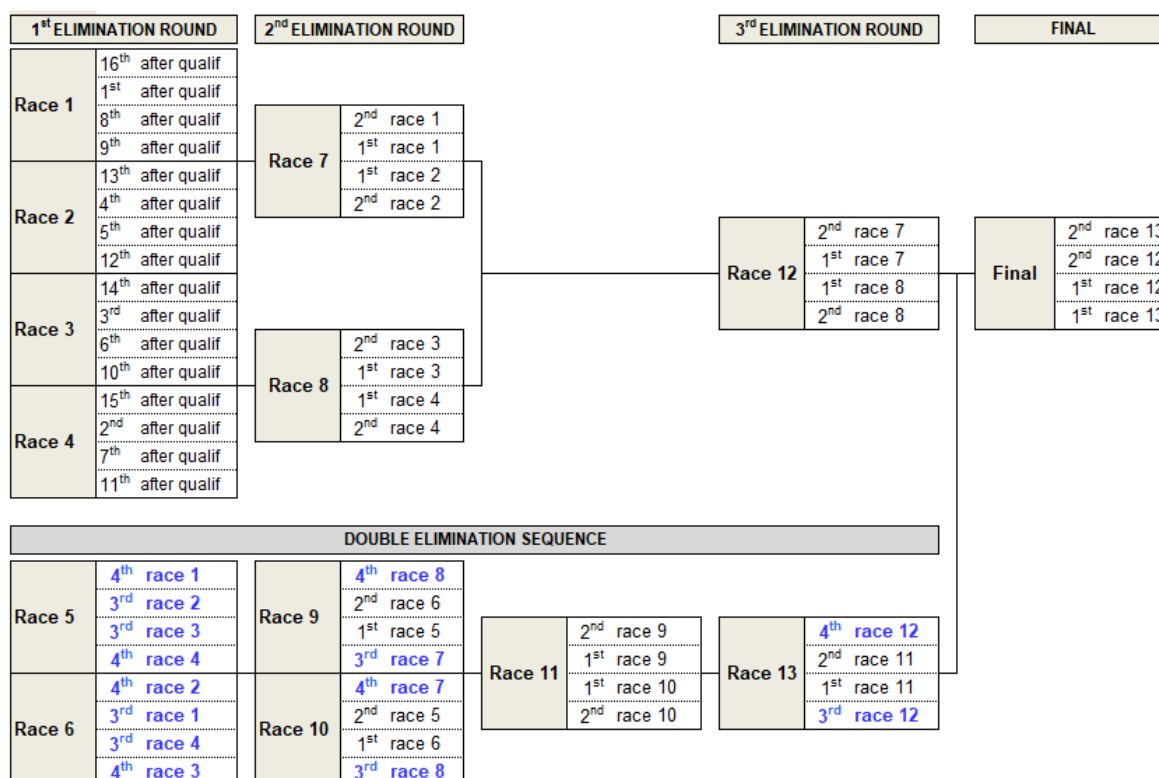 1st ELIMINATION ROUND 2nd ELIMINATION ROUND 3rd ELIMINATION ROUND FINAL
Race 1
16th after qualif
1st after qualif
8th after qualif
9th after qualif
Race 2
13th after qualif
4th after qualif
5th after qualif
12th after qualif
Race 3
14th after qualif
3rd after qualif
6th after qualif
10th after qualif
Race 4
15th after qualif
2nd after qualif
7th after qualif
11th after qualif
Race 7
2nd race 1
1st race 1
1st race 2
2nd race 2
Race 8
2nd race 3
1st race 3
1st race 4
2nd race 4
Race 12
2nd race 7
1st race 7
1st race 8
2nd race 8
Final
2nd race 13
2nd race 12
1st race 12
1st race 13
DOUBLE ELIMINATION SEQUENCE
Race 5
4th race 1
3rd race 2
3rd race 3
4th race 4
Race 6
4th race 2
3rd race 1
3rd race 4
4th race 3
Race 9
4th race 8
2nd race 6
1st race 5
3rd race 7
Race 10
4th race 7
2nd race 5
1st race 6
3rd race 8
Race 11
2nd race 9
1st race 9
1st race 10
2nd race 10
Race 13
4th race 12
2nd race 11
1st race 11
3rd race 12